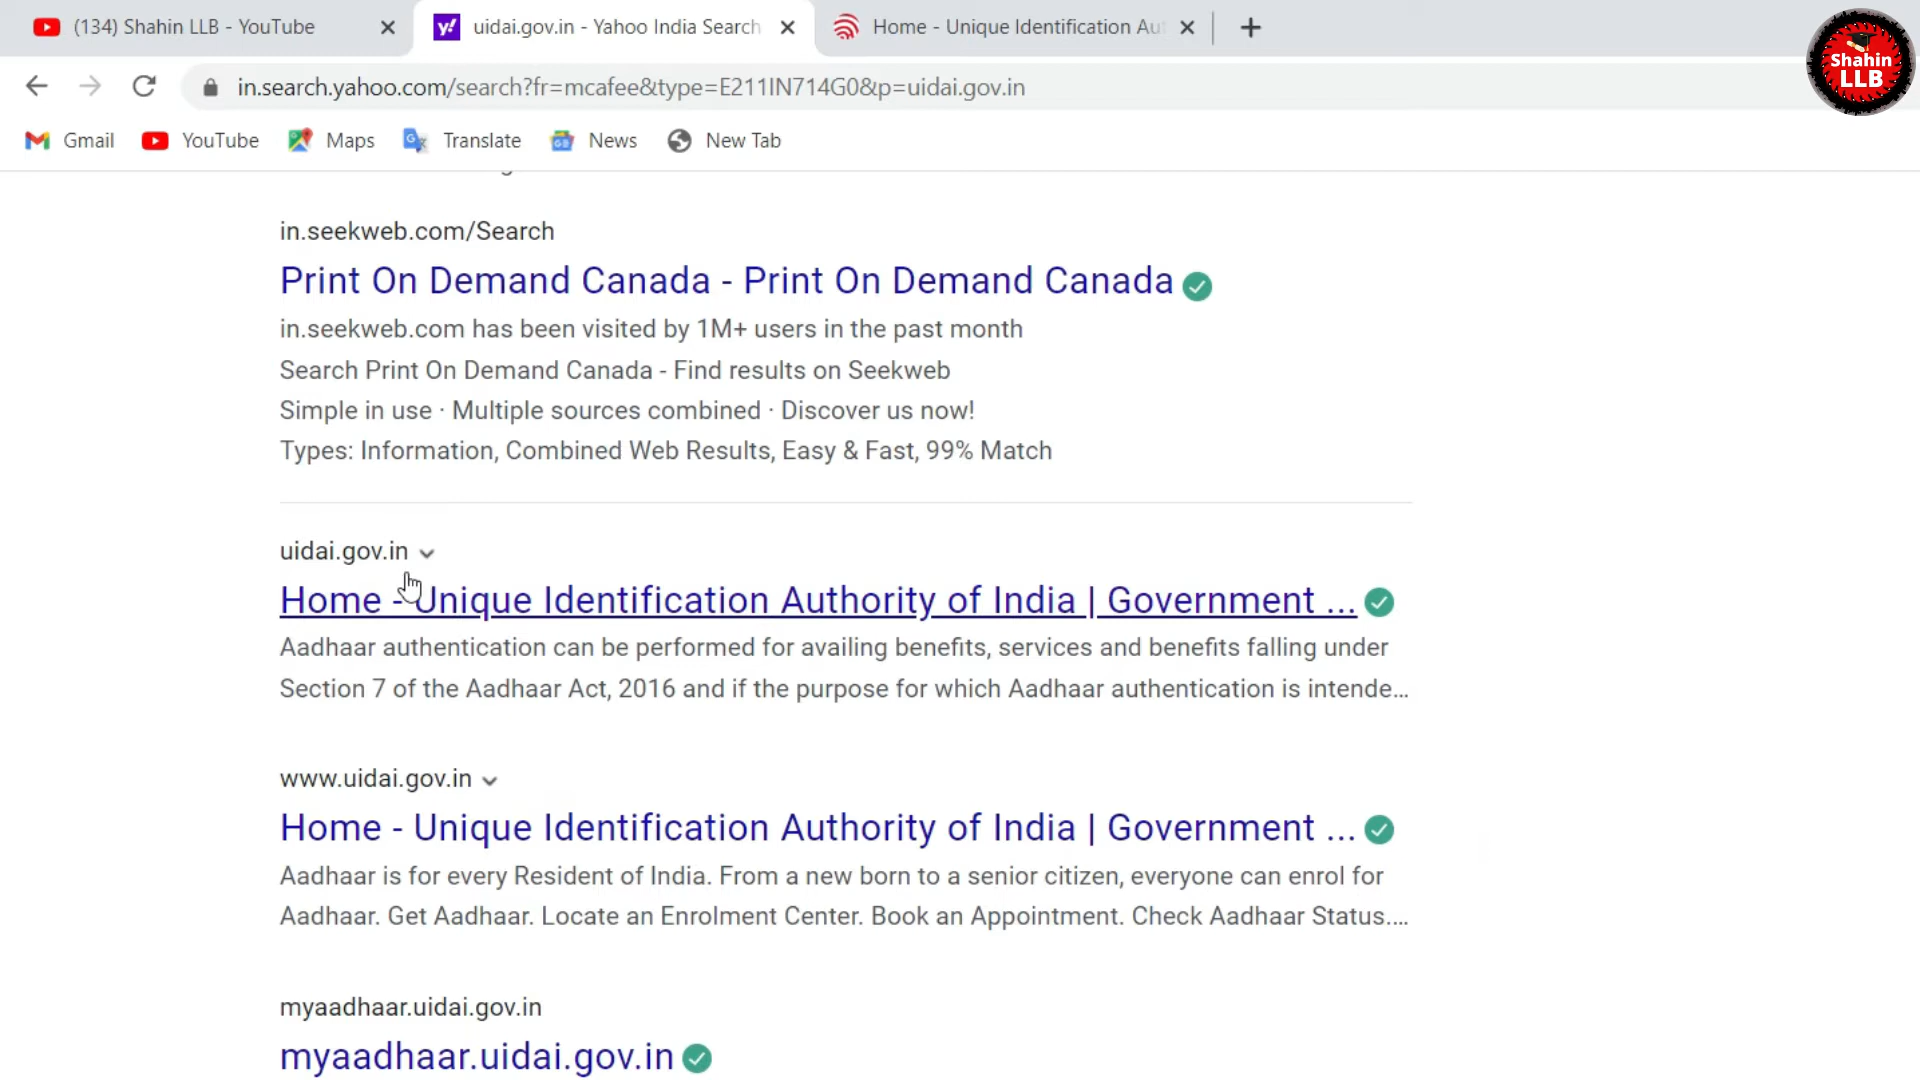 (134) Shahin LLB - YouTube
uidai.gov.in - Yahoo India Search
Home - Unique Identification Au
Shahin
LLB
in.search.yahoo.com/search?fr=mcafee&type=E211IN714G0&p=uidai.gov.in
Gmail
YouTube
Maps
Translate
News
New Tab
in.seekweb.com/Search
Print On Demand Canada - Print On Demand Canada
in.seekweb.com has been visited by 1M+ users in the past month
Search Print On Demand Canada - Find results on Seekweb
Simple in use · Multiple sources combined · Discover us now!
Types: Information, Combined Web Results, Easy & Fast, 99% Match
uidai.gov.in
Home - Unique Identification Authority of India | Government ...
Aadhaar authentication can be performed for availing benefits, services and benefits falling under
Section 7 of the Aadhaar Act, 2016 and if the purpose for which Aadhaar authentication is intende...
www.uidai.gov.in
Home - Unique Identification Authority of India | Government ...
Aadhaar is for every Resident of India. From a new born to a senior citizen, everyone can enrol for
Aadhaar. Get Aadhaar. Locate an Enrolment Center. Book an Appointment. Check Aadhaar Status....
myaadhaar.uidai.gov.in
myaadhaar.uidai.gov.in